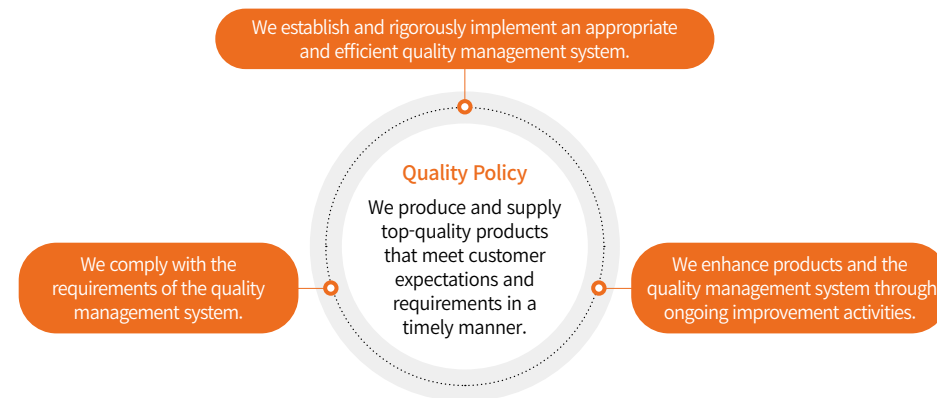 We establish and rigorously implement an appropriate
and efficient quality management system.
Quality Policy
We produce and supply
top-quality products
that meet customer
expectations and
requirements in a
timely manner.
We comply with the
requirements of the quality
management system.
We enhance products and the
quality management system through
ongoing improvement activities.